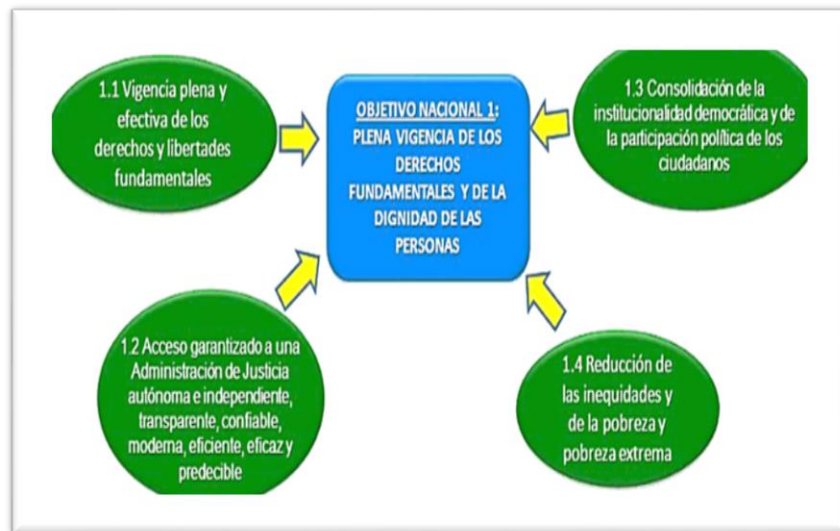 1.1 Vigencia plena y
efectiva de los
derechos y libertades
fundamentales
OBJETIVO NACIONAL 1:
PLENA VIGENCIA DE LOS
DERECHOS
FUNDAMENTALES Y DE LA
DIGNIDAD DE LAS
PERSONAS
1.3 Consolidación de la
institucionalidad democrática y de
la participación política de los
ciudadanos
1.2 Acceso garantizado a una
Administración de Justicia
autónoma e independiente,
transparente, confiable,
moderna, eficiente, eficaz y
predecible
1.4 Reducción de
las inequidades y
de la pobreza y
pobreza extrema